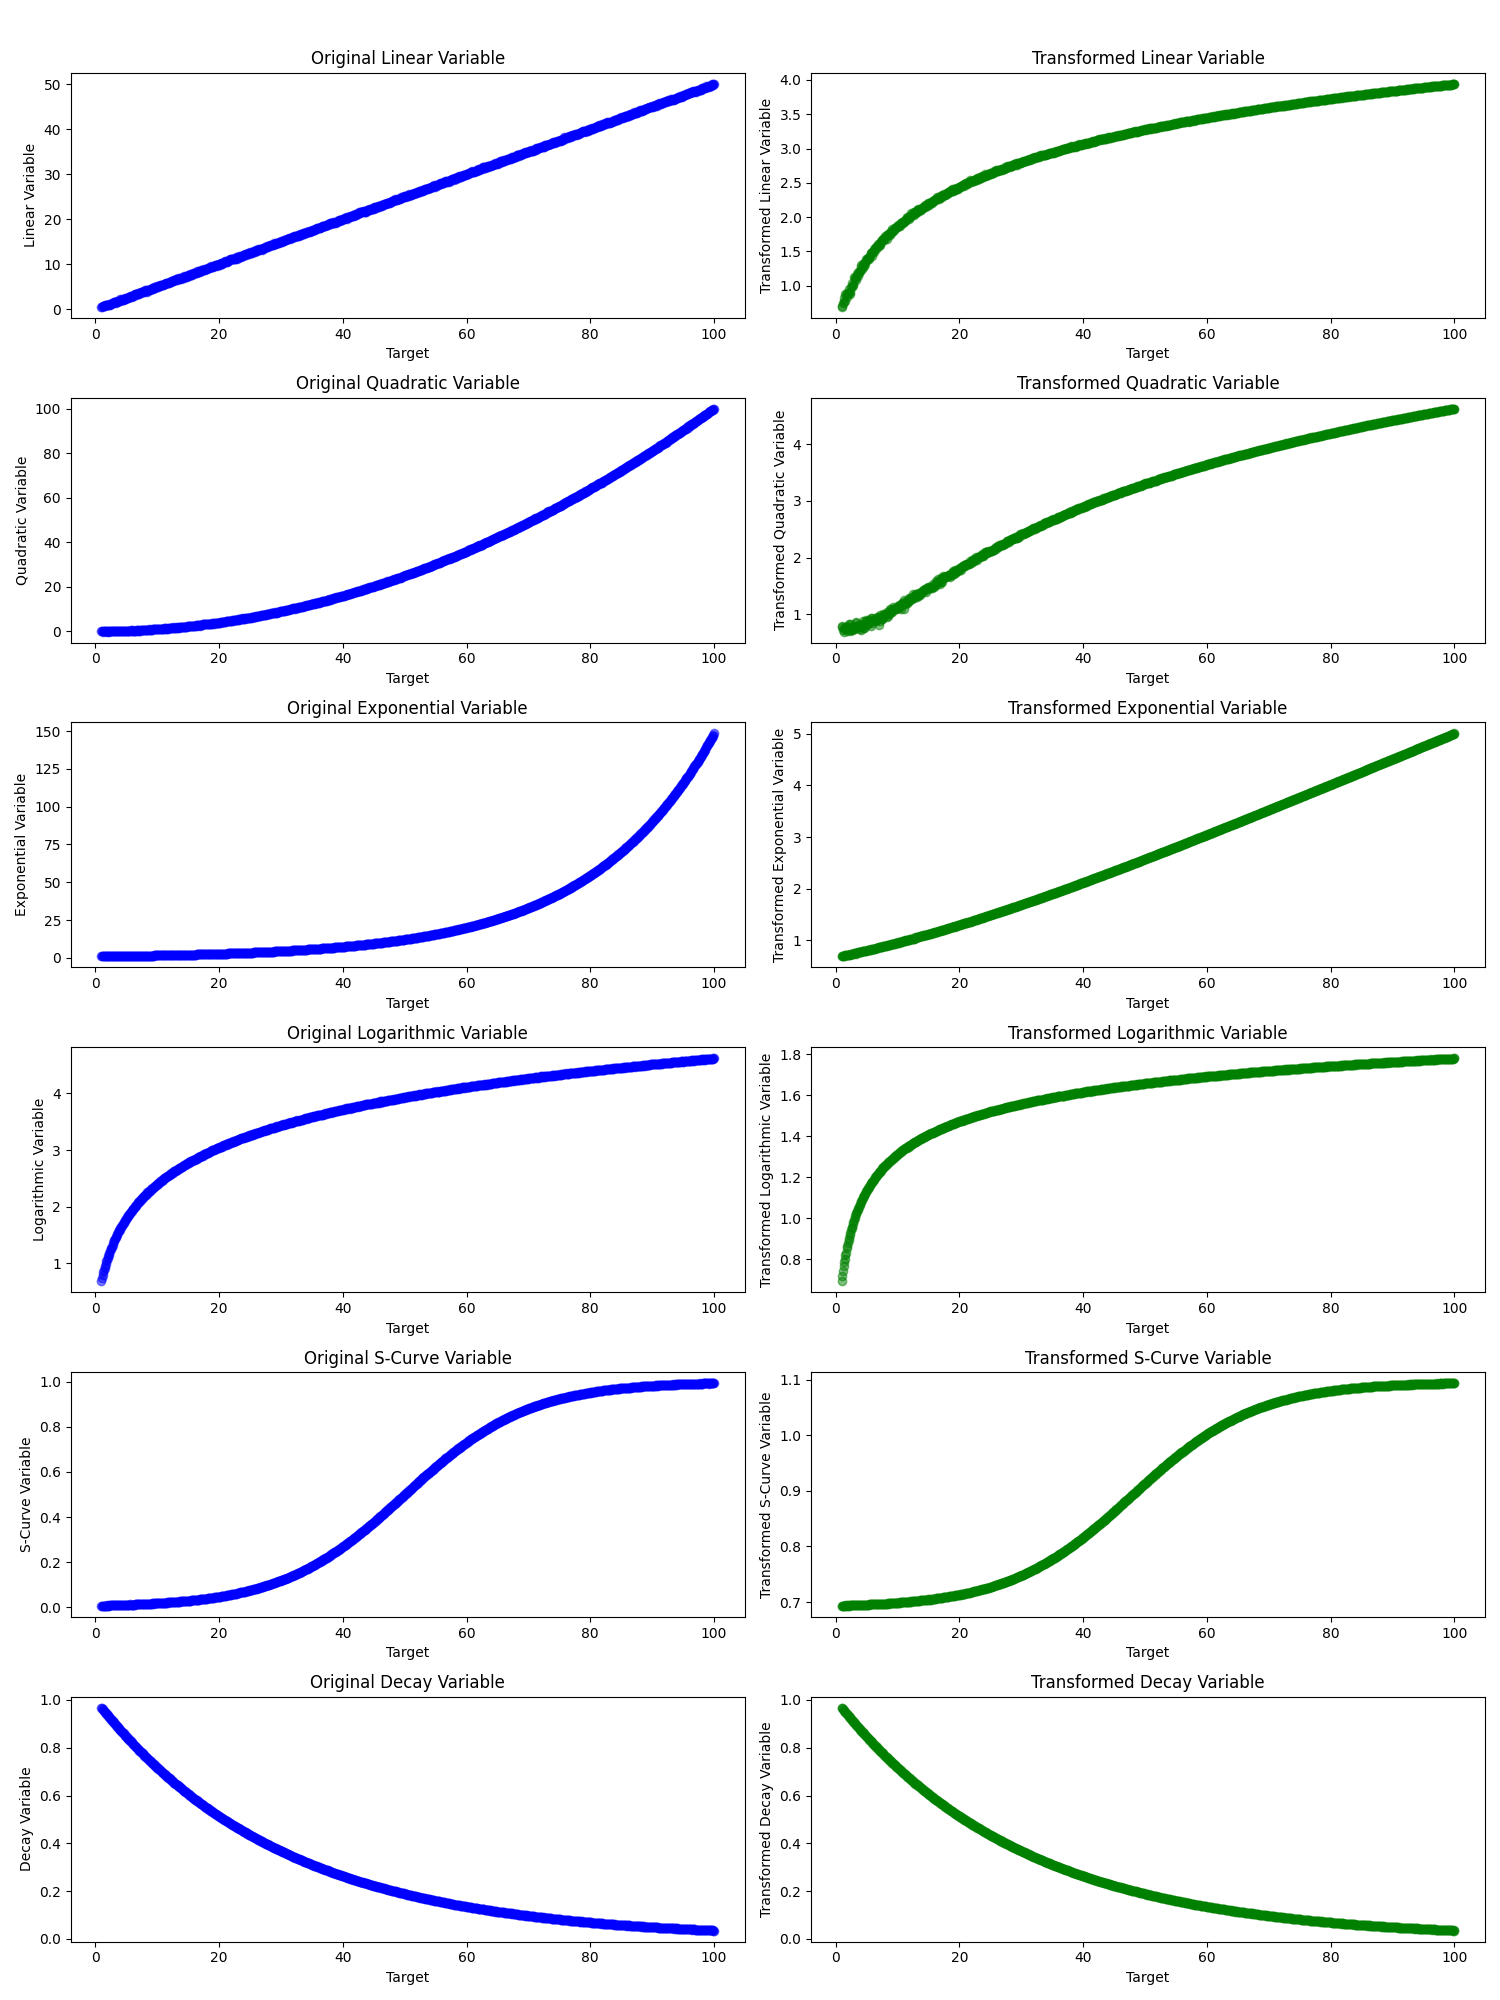 Original Linear Variable
Linear Variable
50
40
30
20
10
0
0 20 40 60 80 100
Target
Transformed Linear Variable
Transformed Linear Variable
4.0
3.5
3.0
2.5
2.0
1.5
1.0
0 20 40 60 80 100
Target
Original Quadratic Variable
Quadratic Variable
100
80
60
40
20
0
0 20 40 60 80 100
Target
Transformed Quadratic Variable
Transformed Quadratic Variable
4
3
2
1
0 20 40 60 80 100
Target
Original Exponential Variable
Exponential Variable
150
125
100
75
50
25
0
0 20 40 60 80 100
Target
Transformed Exponential Variable
Transformed Exponential Variable
5
4
3
2
1
0 20 40 60 80 100
Target
Original Logarithmic Variable
Logarithmic Variable
4
3
2
1
0 20 40 60 80 100
Target
Transformed Logarithmic Variable
Transformed Logarithmic Variable
1.8
1.6
1.4
1.2
1.0
0.8
0 20 40 60 80 100
Target
Original S-Curve Variable
S-Curve Variable
1.0
0.8
0.6
0.4
0.2
0.0
0 20 40 60 80 100
Target
Transformed S-Curve Variable
Transformed S-Curve Variable
1.1
1.0
0.9
0.8
0.7
0 20 40 60 80 100
Target
Original Decay Variable
Decay Variable
1.0
0.8
0.6
0.4
0.2
0.0
0 20 40 60 80 100
Target
Transformed Decay Variable
Transformed Decay Variable
1.0
0.8
0.6
0.4
0.2
0.0
0 20 40 60 80 100
Target